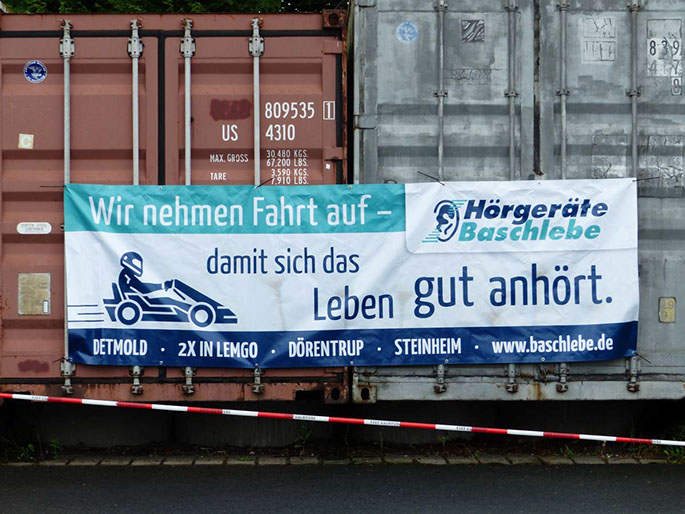 809535 1
US 4310
MAX. GROSS 30.480 KGS.
67,200 LBS.
TARE 3.590 KGS.
7.910 LBS.
839
Wir nehmen Fahrt auf –
Hörgeräte
Baschlebe
damit sich das
Leben gut anhört.
DETMOLD · 2X IN LEMGO · DÖRENTRUP · STEINHEIM · www.baschlebe.de